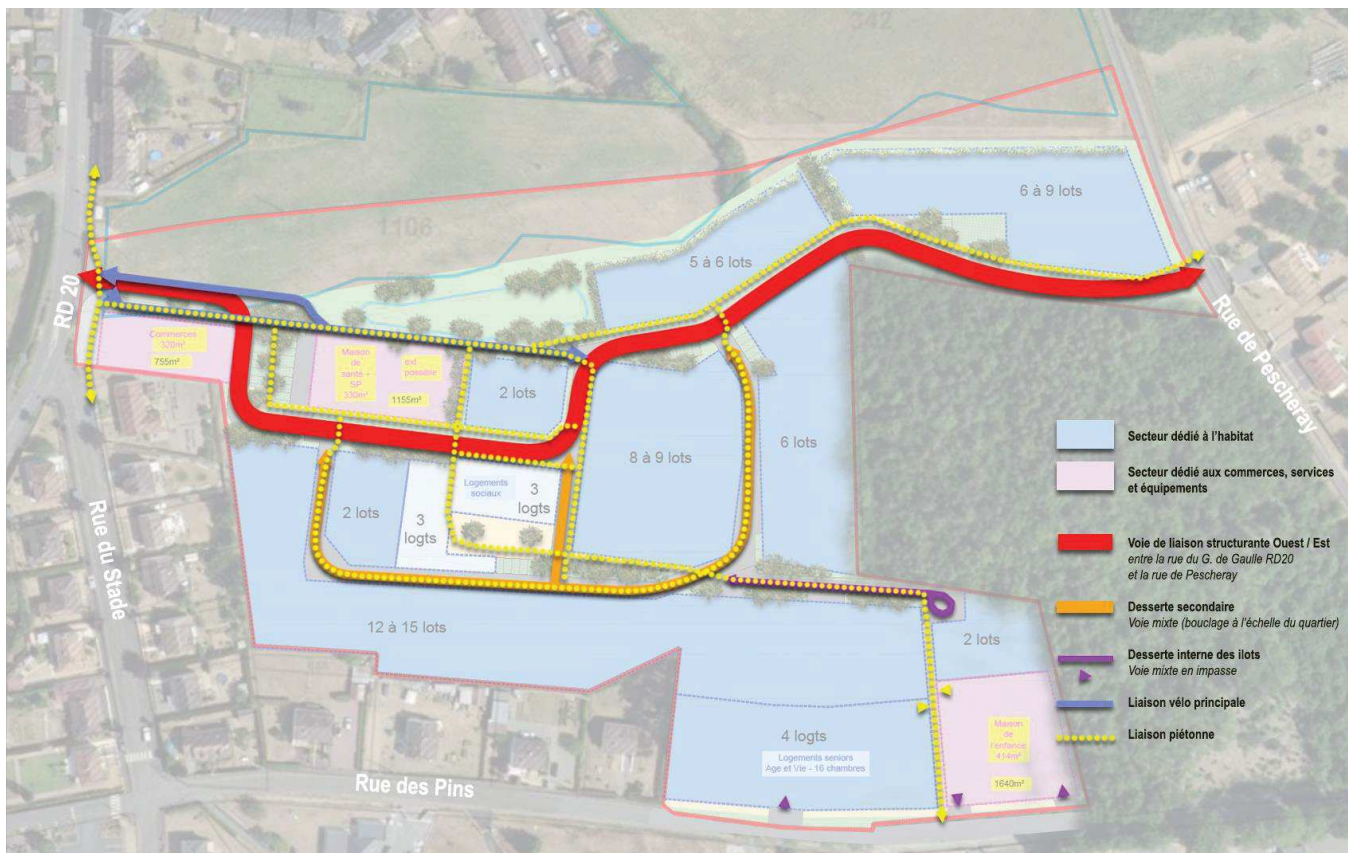 342
1106
6 à 9 lots
5 à 6 lots
RD 20
Rue de Pescheray
Commerces
320m²
755m²
Maison
de
santé - SP
330m²
ext
possible
1155m²
2 lots
8 à 9 lots
6 lots
Logements
sociaux
3
logts
2 lots
3
logts
Rue du Stade
12 à 15 lots
2 lots
4 logts
Logements seniors
Age et Vie - 16 chambres
Maison
de
l'enfance
414m²
1640m²
Rue des Pins
Secteur dédié à l'habitat
Secteur dédié aux commerces, services
et équipements
Voie de liaison structurante Ouest / Est
entre la rue du G. de Gaulle RD20
et la rue de Pescheray
Desserte secondaire
Voie mixte (bouclage à l'échelle du quartier)
Desserte interne des ilots
Voie mixte en impasse
Liaison vélo principale
Liaison piétonne